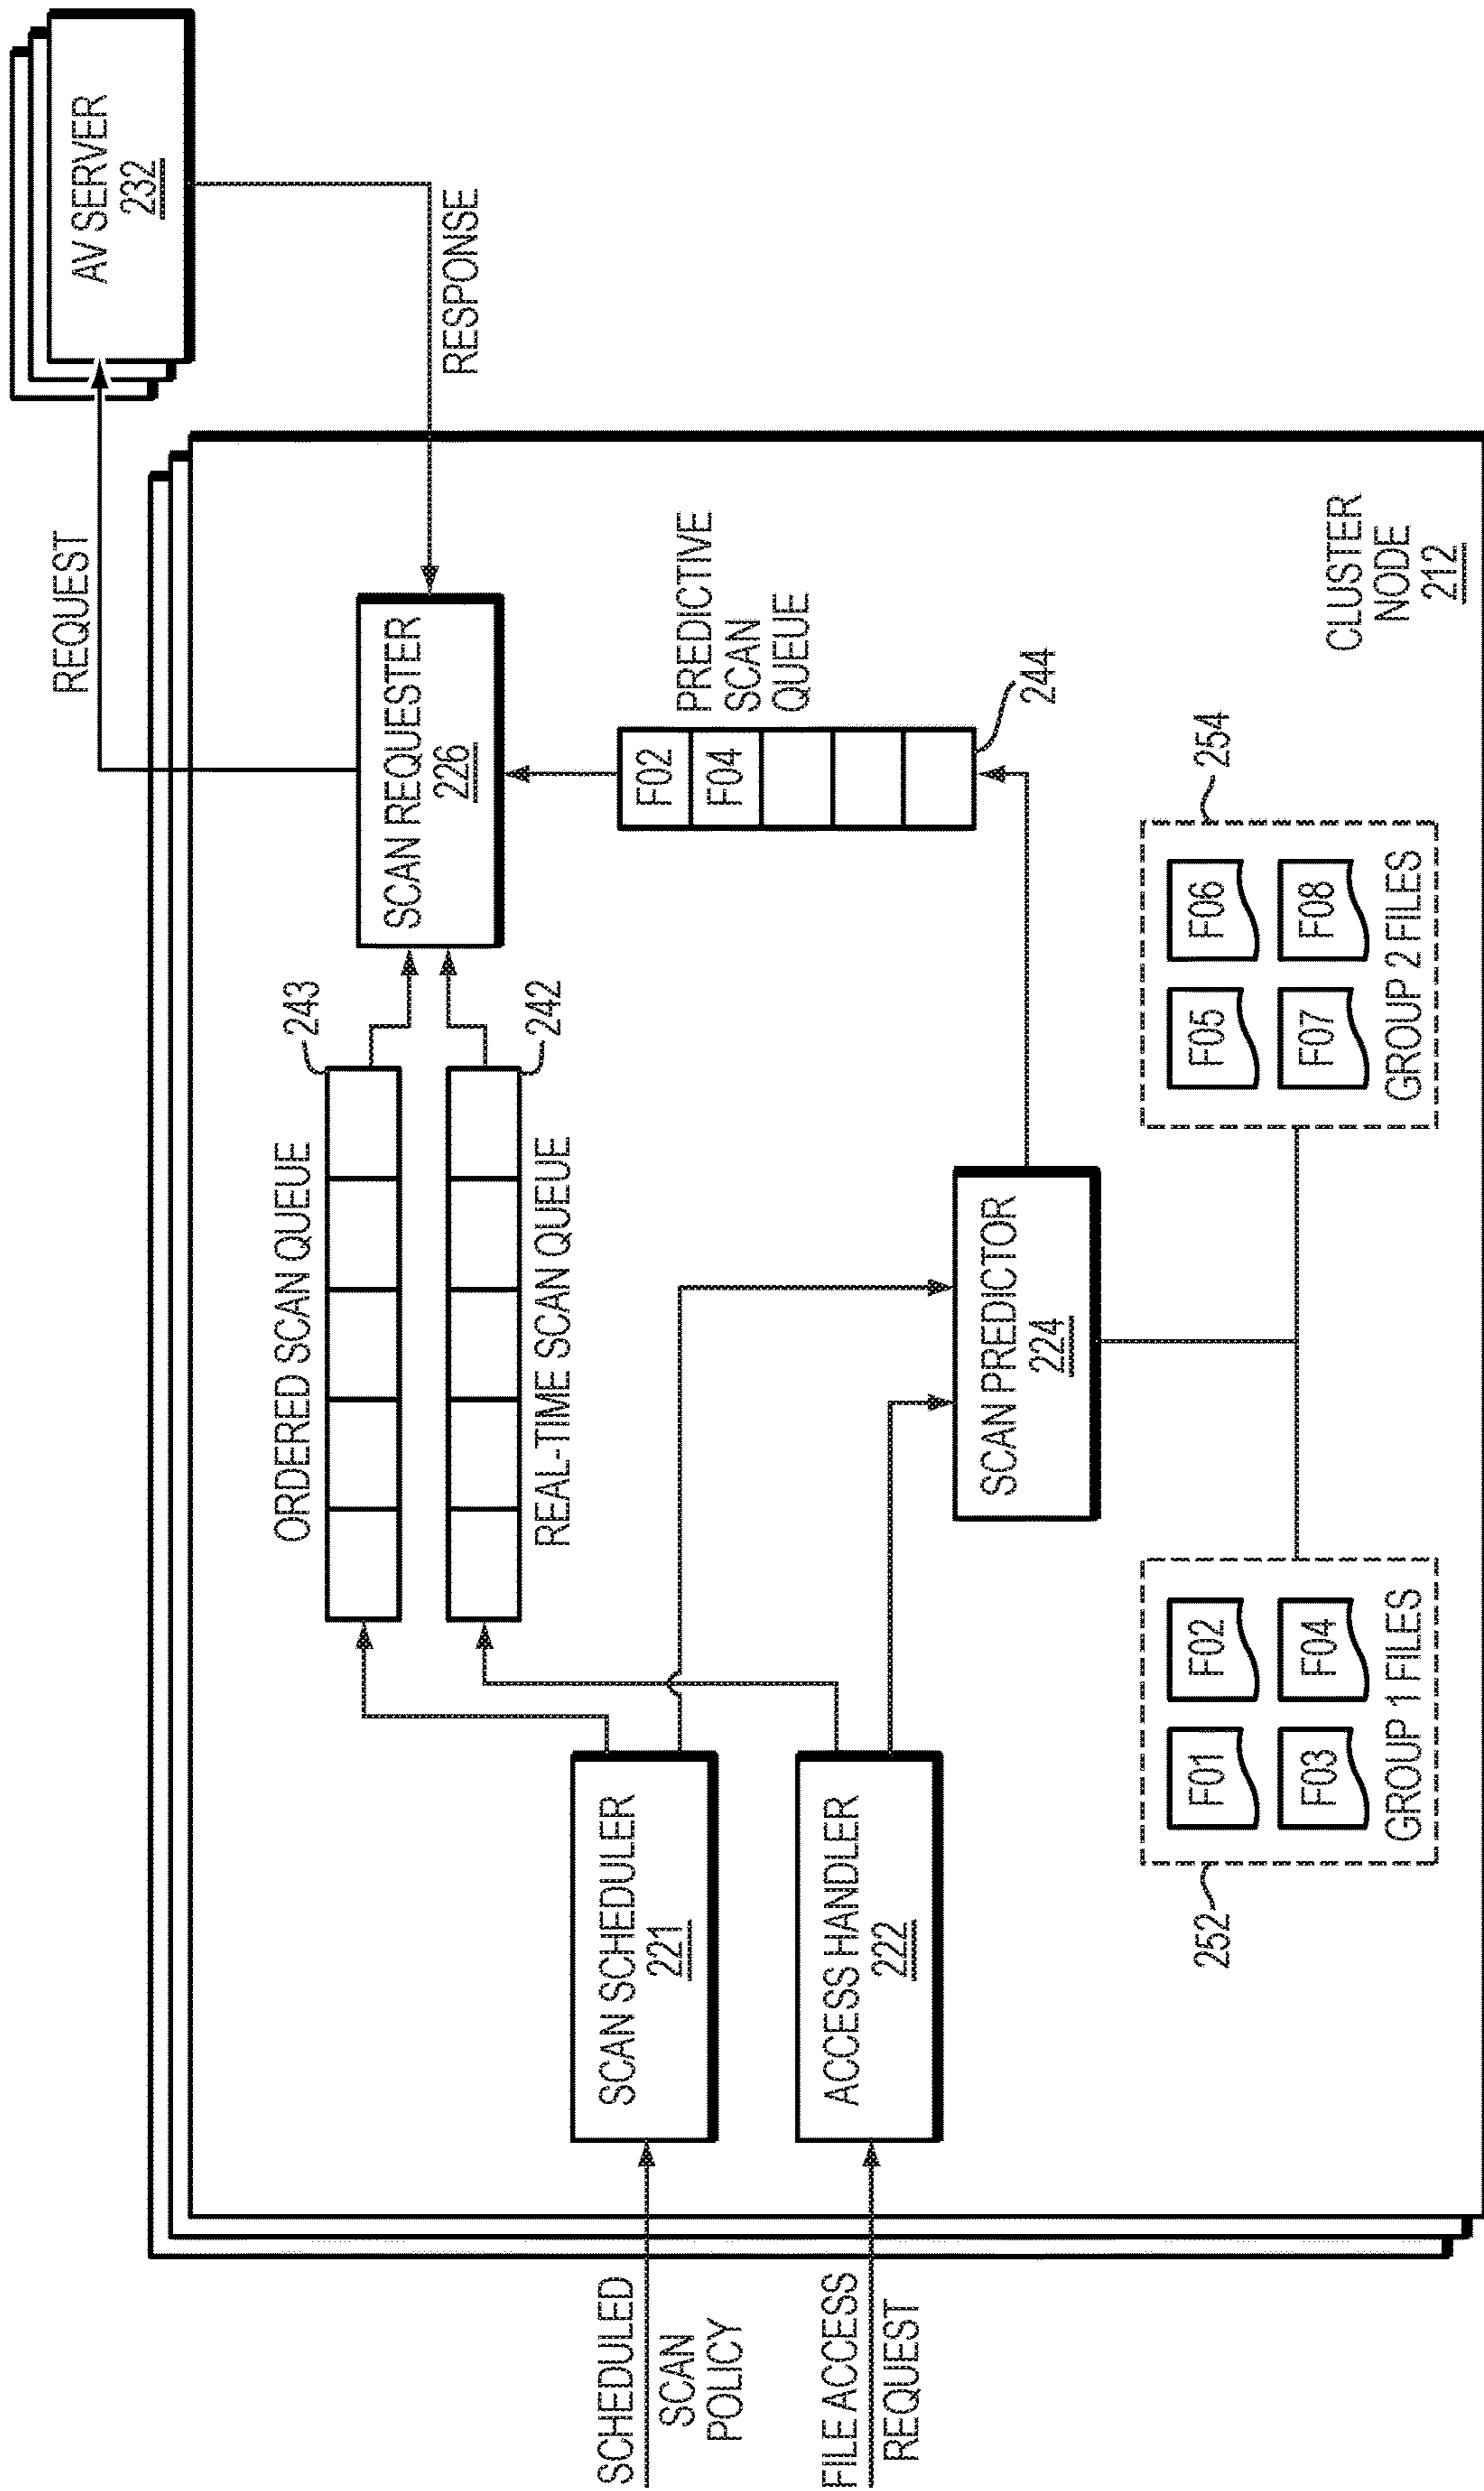 SCHEDULED
SCAN
POLICY
FILE ACCESS
REQUEST
SCAN SCHEDULER
221
ACCESS HANDLER
222
ORDERED SCAN QUEUE
243
REAL-TIME SCAN QUEUE
242
SCAN REQUESTER
226
REQUEST
AV SERVER
232
RESPONSE
PREDICTIVE
SCAN
QUEUE
F02
F04
244
SCAN PREDICTOR
224
252
F01
F02
F03
F04
GROUP 1 FILES
254
F05
F06
F07
F08
GROUP 2 FILES
CLUSTER
NODE
212